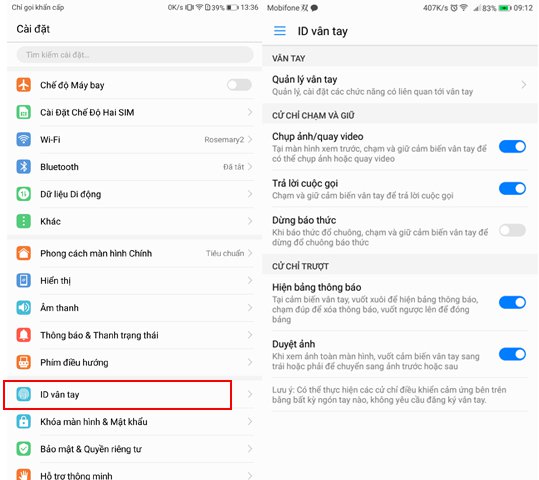 Chỉ gọi khẩn cấp 0K/s 39% 13:36
Cài đặt
Tìm kiếm cài đặt...
Chế độ Máy bay
Cài Đặt Chế Độ Hai SIM
Wi-Fi Rosemary2
Bluetooth Đã tắt
Dữ liệu Di động
Khác
Phong cách màn hình Chính Tiêu chuẩn
Hiển thị
Âm thanh
Thông báo & Thanh trạng thái
Phím điều hướng
ID vân tay
Khóa màn hình & Mật khẩu
Bảo mật & Quyền riêng tư
Hỗ trợ thông minh
Mobifone 407K/s 83% 09:12
ID vân tay
VÂN TAY
Quản lý vân tay
Quản lý, cài đặt các chức năng có liên quan tới vân tay
CỬ CHỈ CHẠM VÀ GIỮ
Chụp ảnh/quay video
Tại màn hình xem trước, chạm và giữ cảm biến vân tay để
có thể chụp ảnh hoặc quay video
Trả lời cuộc gọi
Chạm và giữ cảm biến vân tay để trả lời cuộc gọi
Dừng báo thức
Khi báo thức đổ chuông, chạm và giữ cảm biến vân tay để
dừng đổ chuông báo thức
CỬ CHỈ TRƯỢT
Hiện bảng thông báo
Tại cảm biến vân tay, vuốt xuôi để hiện bảng thông báo,
chạm đúp để xóa thông báo, vuốt ngược lên để đóng
bảng
Duyệt ảnh
Khi xem ảnh toàn màn hình, vuốt cảm biến vân tay sang
trái hoặc phải để chuyển sang ảnh trước hoặc sau
Lưu ý: Có thể thực hiện các cử chỉ điều khiển cảm ứng bên trên
bằng bất kỳ ngón tay nào, không yêu cầu đăng ký vân tay.